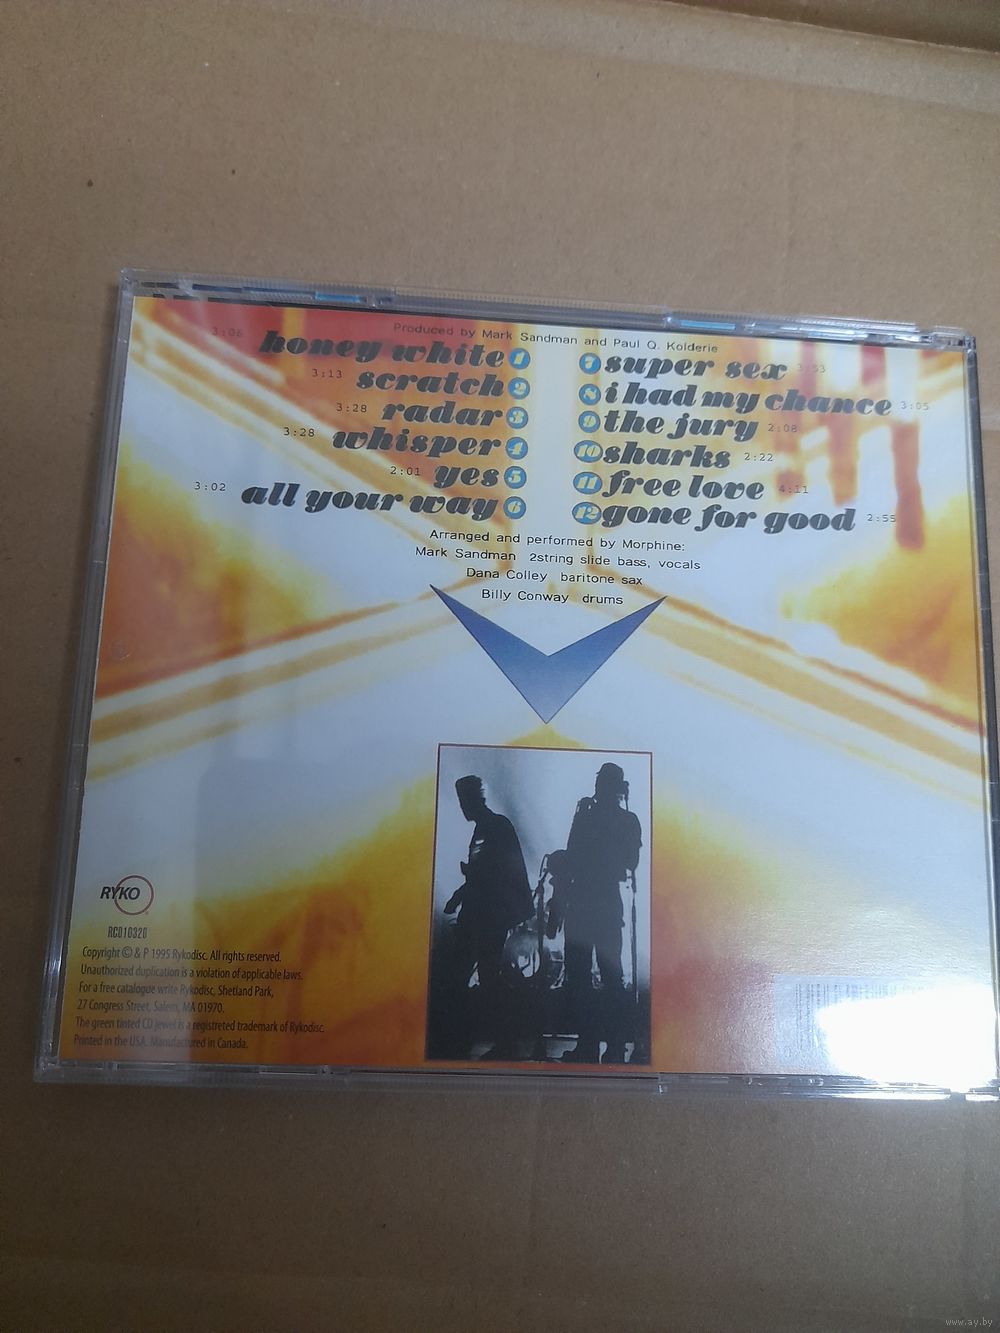 Produced by Mark Sandman and Paul Q. Kolderie
3:06 honey white 1
3:13 scratch 2
3:28 radar 3
3:28 whisper 4
2:01 yes 5
3:02 all your way 6
7 super sex 3:53
8 i had my chance 3:05
9 the jury 2:08
10 sharks 2:22
11 free love 4:11
12 gone for good 2:55
Arranged and performed by Morphine:
Mark Sandman 2string slide bass, vocals
Dana Colley baritone sax
Billy Conway drums
RYKO
RCD10320
Copyright © & P 1995 Rykodisc. All rights reserved.
Unauthorized duplication is a violation of applicable laws.
For a free catalogue write Rykodisc, Shetland Park,
27 Congress Street, Salem, MA 01970.
The green tinted CD jewel is a registreted trademark of Rykodisc.
Printed in the USA. Manufactured in Canada.
www.ay.by